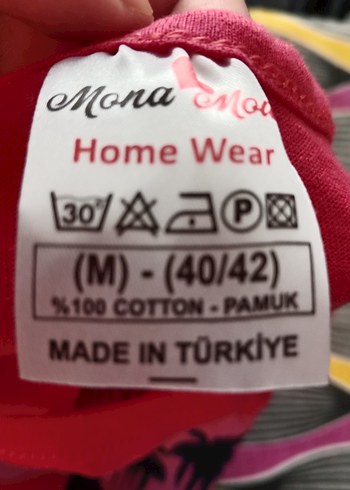 Mona
Home Wear
30°
P
(M) - (40/42)
%100 COTTON - PAMUK
MADE IN TÜRKİYE